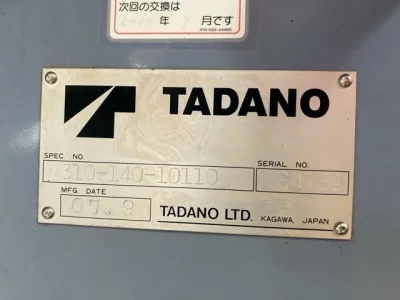 次回の交換は
年 月です
TADANO
SPEC. NO.
310-140-10110
SERIAL NO.
MFG. DATE
07.9
TADANO LTD. KAGAWA, JAPAN